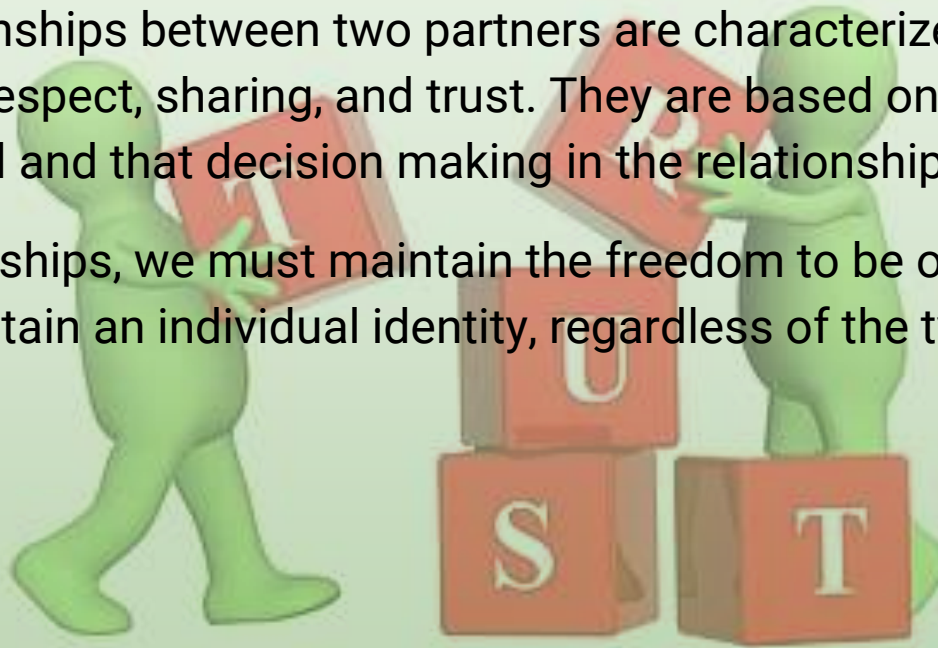 nships between two partners are characterize
espect, sharing, and trust. They are based on
and that decision making in the relationship
ships, we must maintain the freedom to be o
tain an individual identity, regardless of the t
T
R
U
S
T